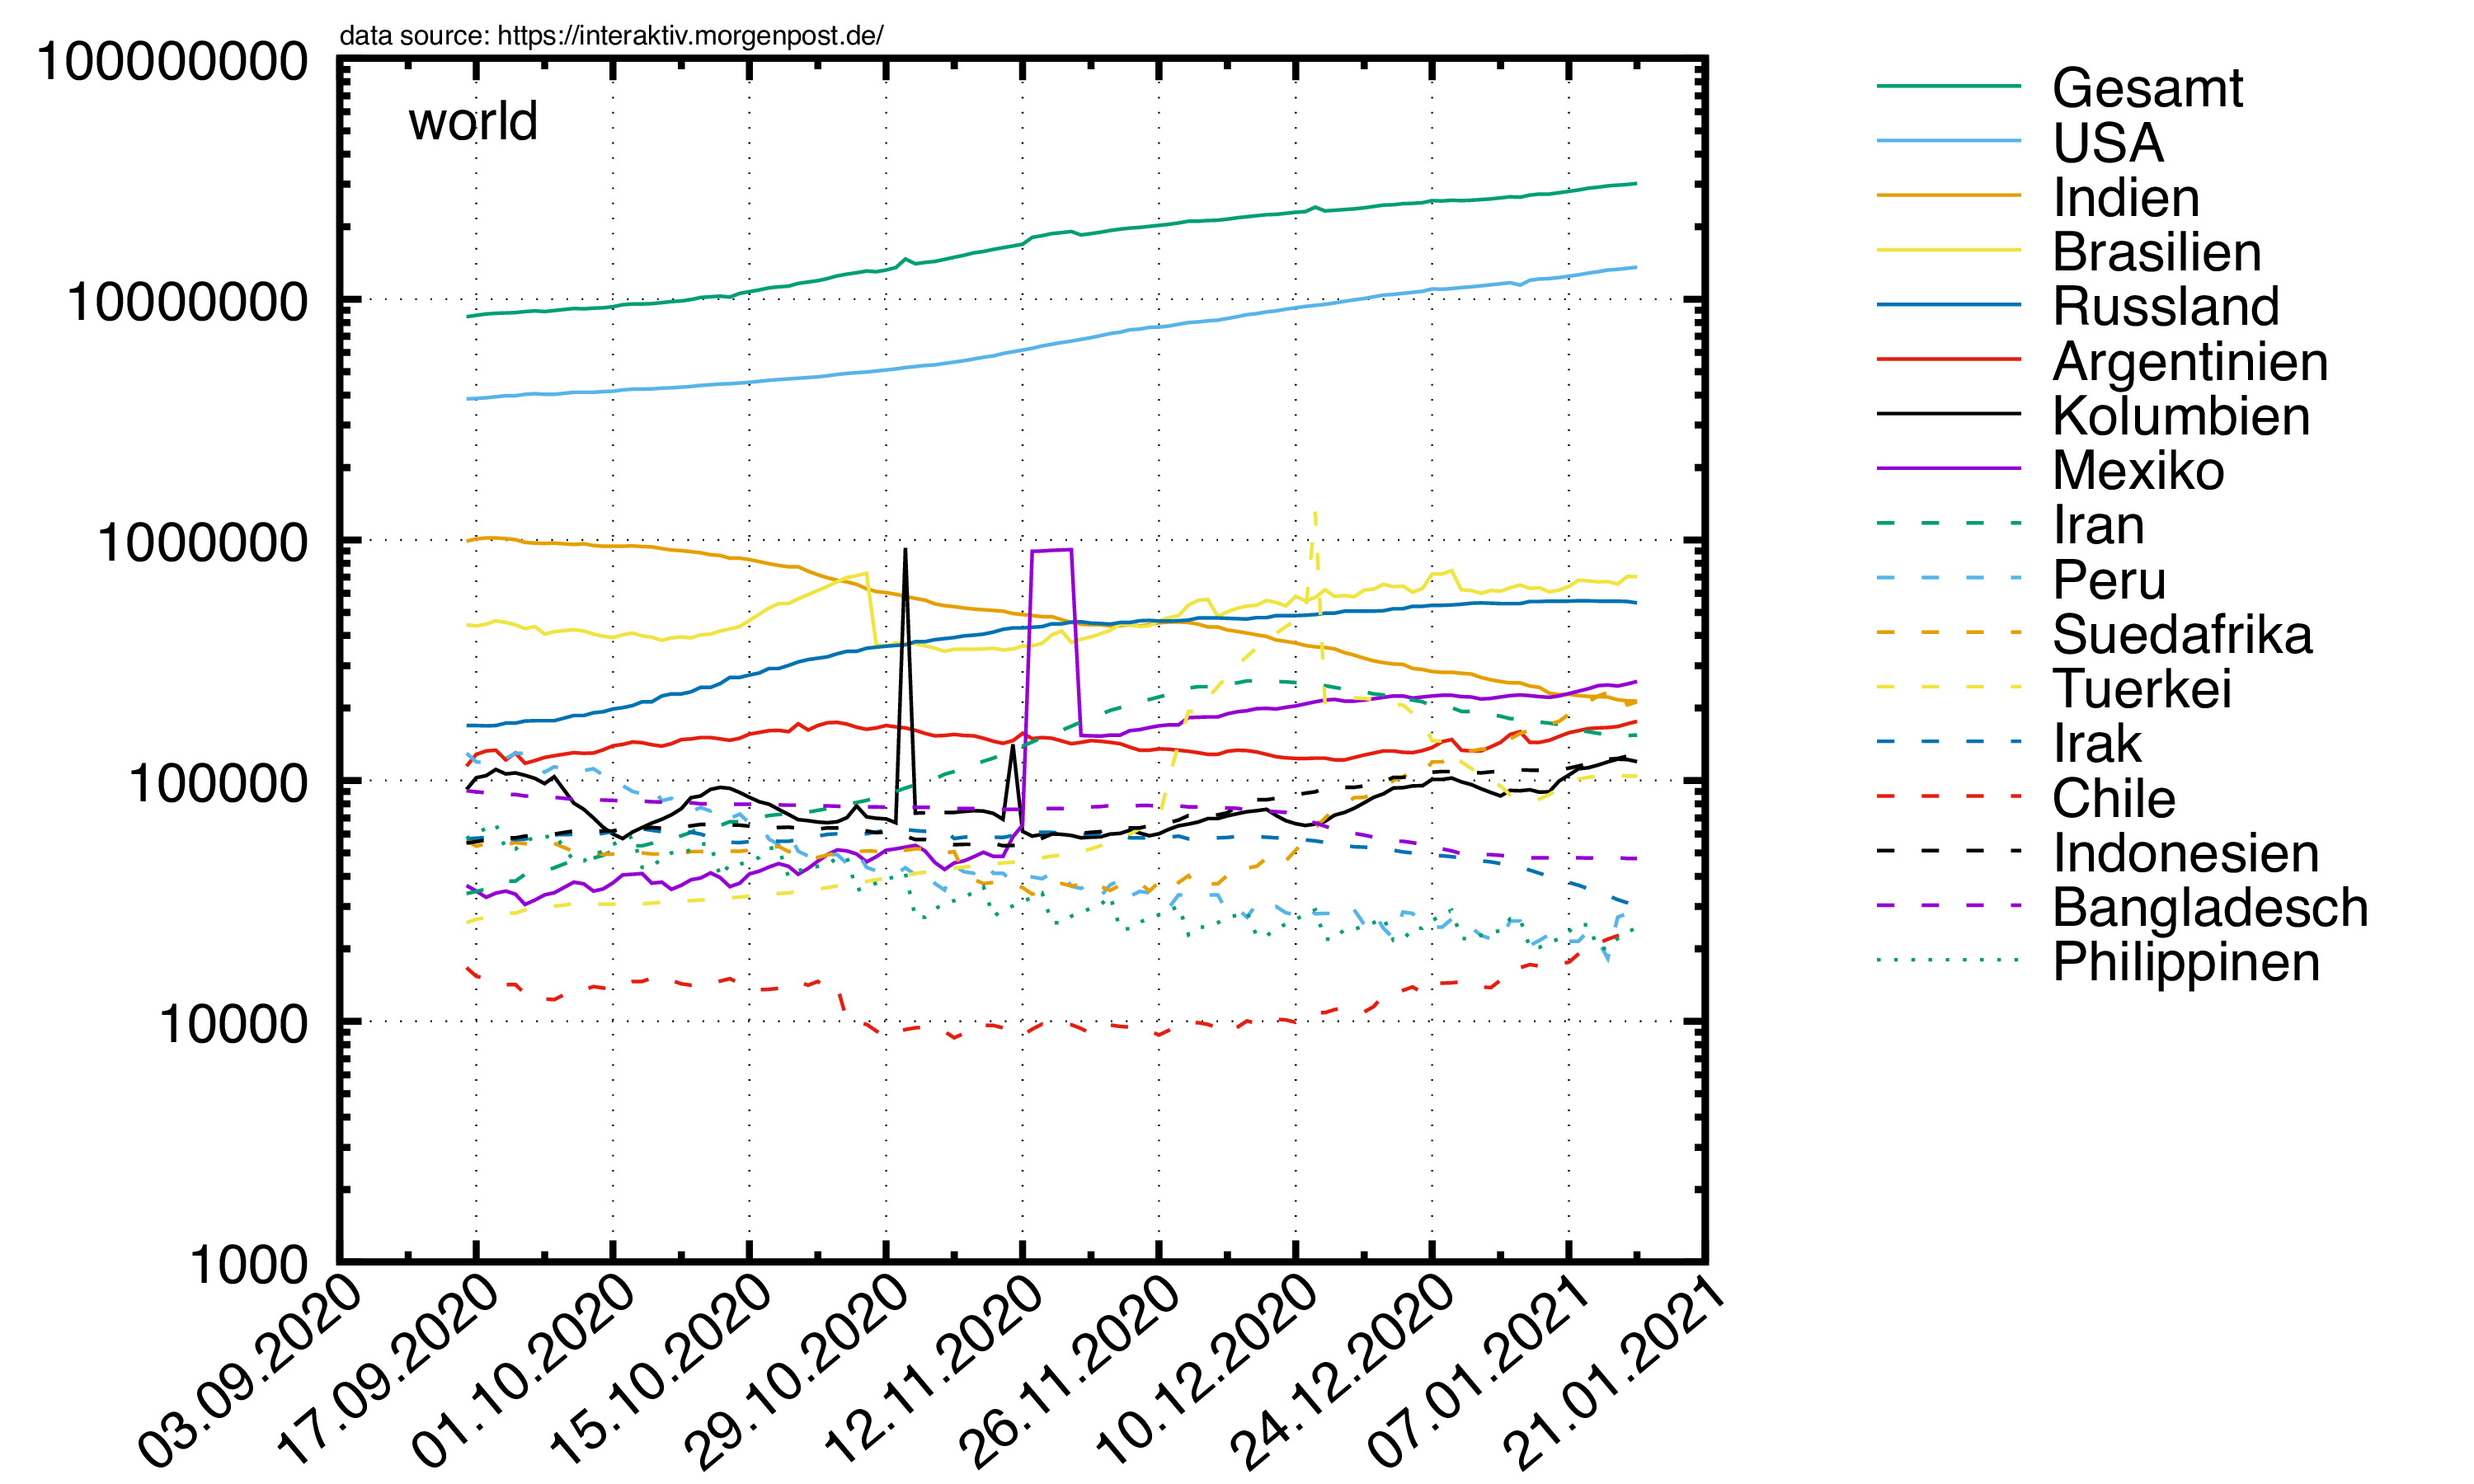 data source: https://interaktiv.morgenpost.de/
100000000
10000000
1000000
100000
10000
1000
world
03.09.2020
17.09.2020
01.10.2020
15.10.2020
29.10.2020
12.11.2020
26.11.2020
10.12.2020
24.12.2020
07.01.2021
21.01.2021
Gesamt
USA
Indien
Brasilien
Russland
Argentinien
Kolumbien
Mexiko
Iran
Peru
Suedafrika
Tuerkei
Irak
Chile
Indonesien
Bangladesch
Philippinen